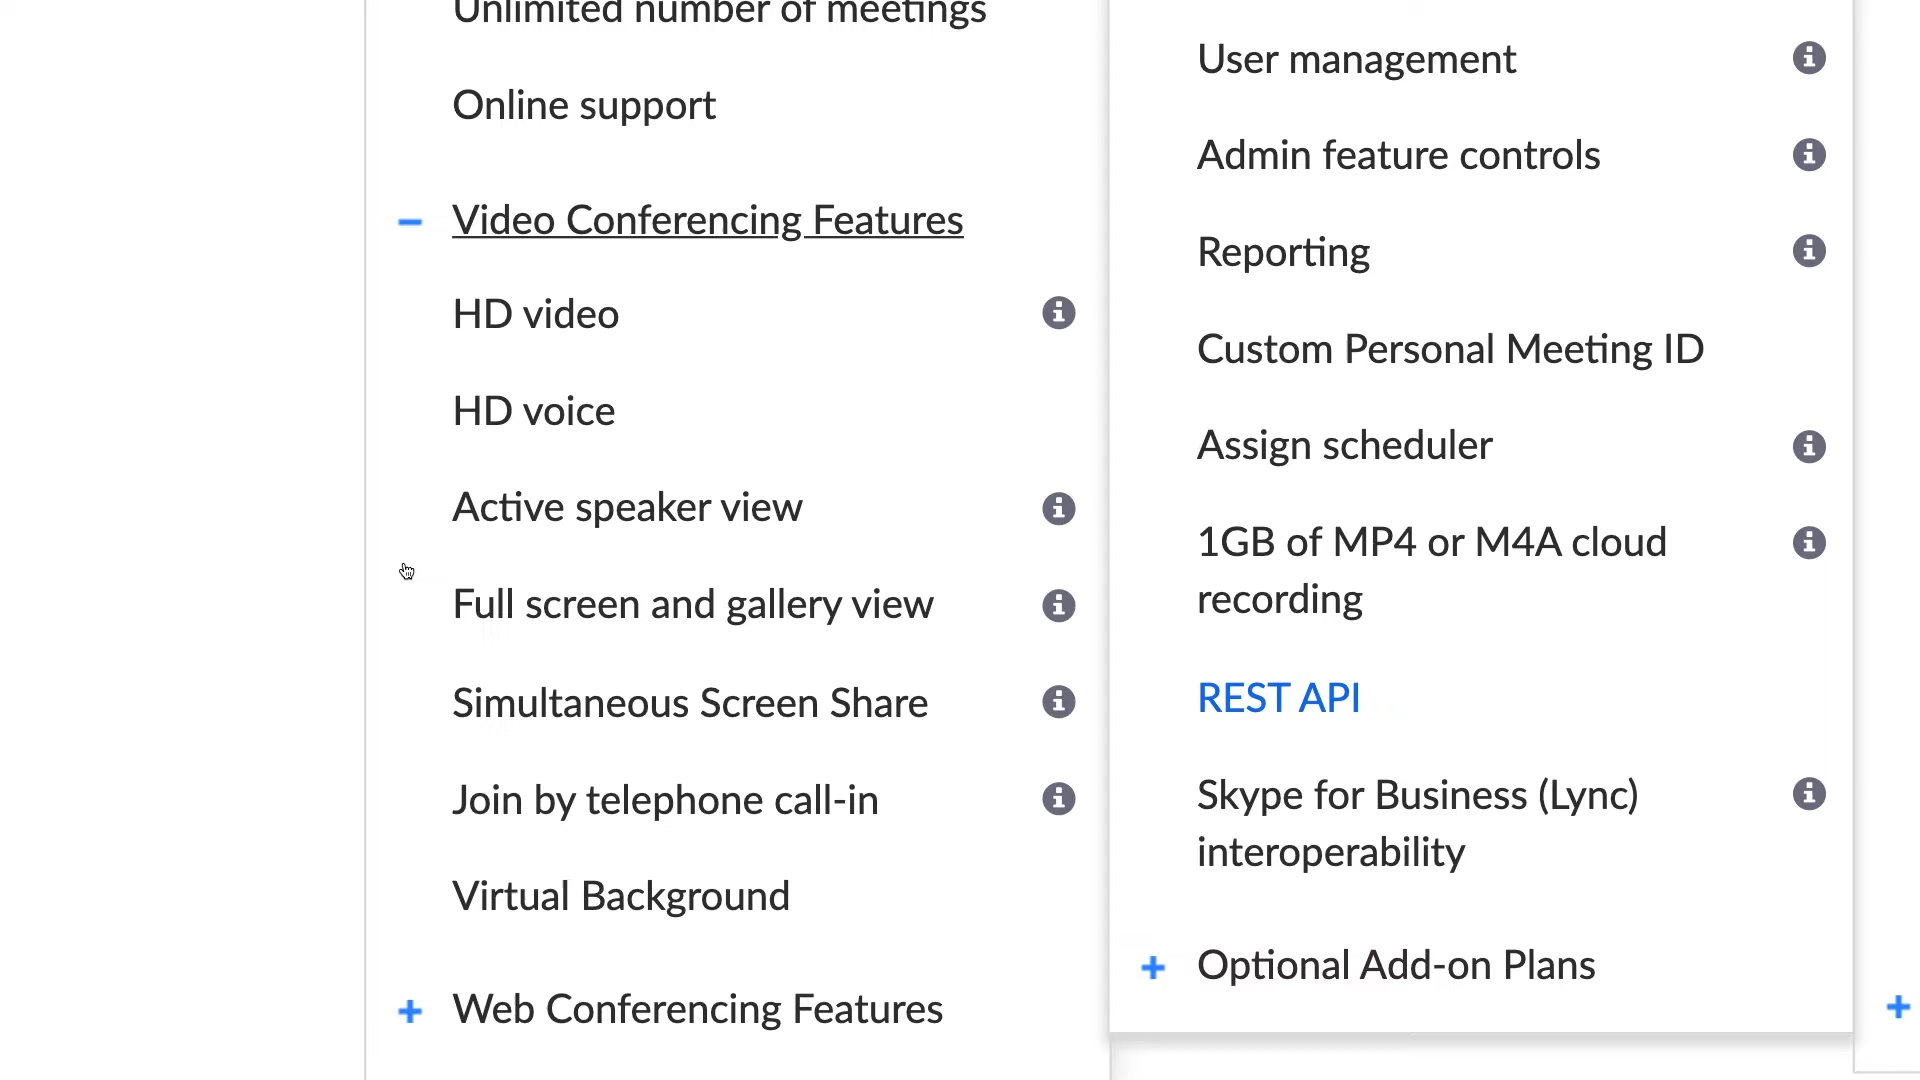 Unlimited number of meetings
Online support
Video Conferencing Features
HD video
HD voice
Active speaker view
Full screen and gallery view
Simultaneous Screen Share
Join by telephone call-in
Virtual Background
Web Conferencing Features
User management
Admin feature controls
Reporting
Custom Personal Meeting ID
Assign scheduler
1GB of MP4 or M4A cloud
recording
REST API
Skype for Business (Lync)
interoperability
Optional Add-on Plans